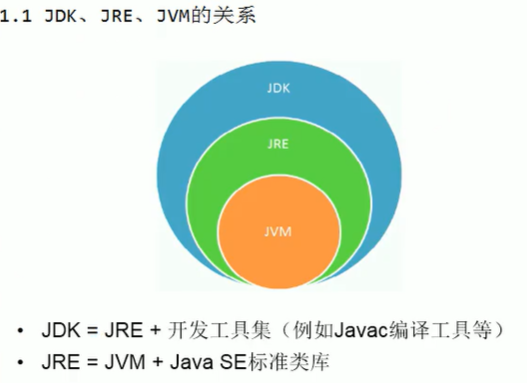 1.1 JDK、JRE、JVM的关系
JDK
JRE
JVM
• JDK = JRE + 开发工具集（例如Javac编译工具等）
• JRE = JVM + Java SE标准类库